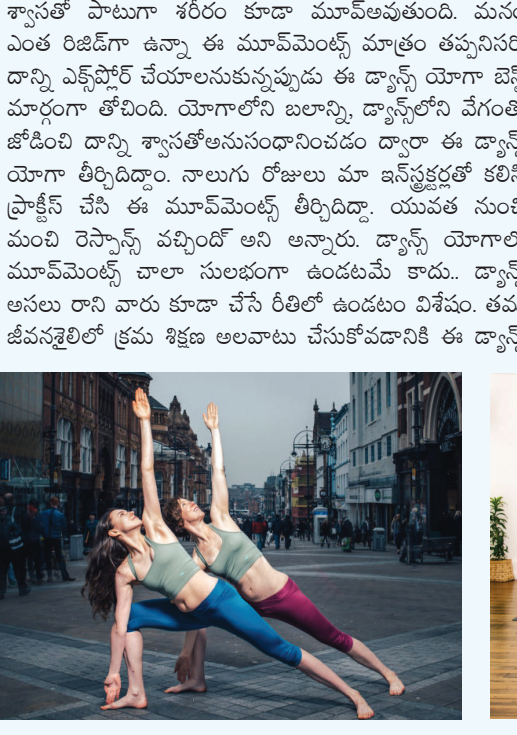 శ్వాసతో పాటుగా శరీరం కూడా మూవ్అవుతుంది. మనం
ఎంత రిజిడ్‌గా ఉన్నా ఈ మూవ్‌మెంట్స్ మాత్రం తప్పనిసరి
దాన్ని ఎక్స్‌ప్లోర్ చేయాలనుకున్నప్పుడు ఈ డ్యాన్స్ యోగా బెస్ట్
మార్గంగా తోచింది. యోగాలోని బలాన్ని, డ్యాన్స్‌లోని వేగంతో
జోడించి దాన్ని శ్వాసతోఅనుసంధానించడం ద్వారా ఈ డ్యాన్స్
యోగా తీర్చిదిద్దాం. నాలుగు రోజులు మా ఇన్‌స్ట్రక్టర్లతో కలిసి
ప్రాక్టీస్ చేసి ఈ మూవ్‌మెంట్స్ తీర్చిదిద్దా. యువత నుంచి
మంచి రెస్పాన్స్ వచ్చింది' అని అన్నారు. డ్యాన్స్ యోగాలో
మూవ్‌మెంట్స్ చాలా సులభంగా ఉండటమే కాదు.. డ్యాన్స్
అసలు రాని వారు కూడా చేసే రీతిలో ఉండటం విశేషం. తమ
జీవనశైలిలో క్రమ శిక్షణ అలవాటు చేసుకోవడానికి ఈ డ్యాన్స్